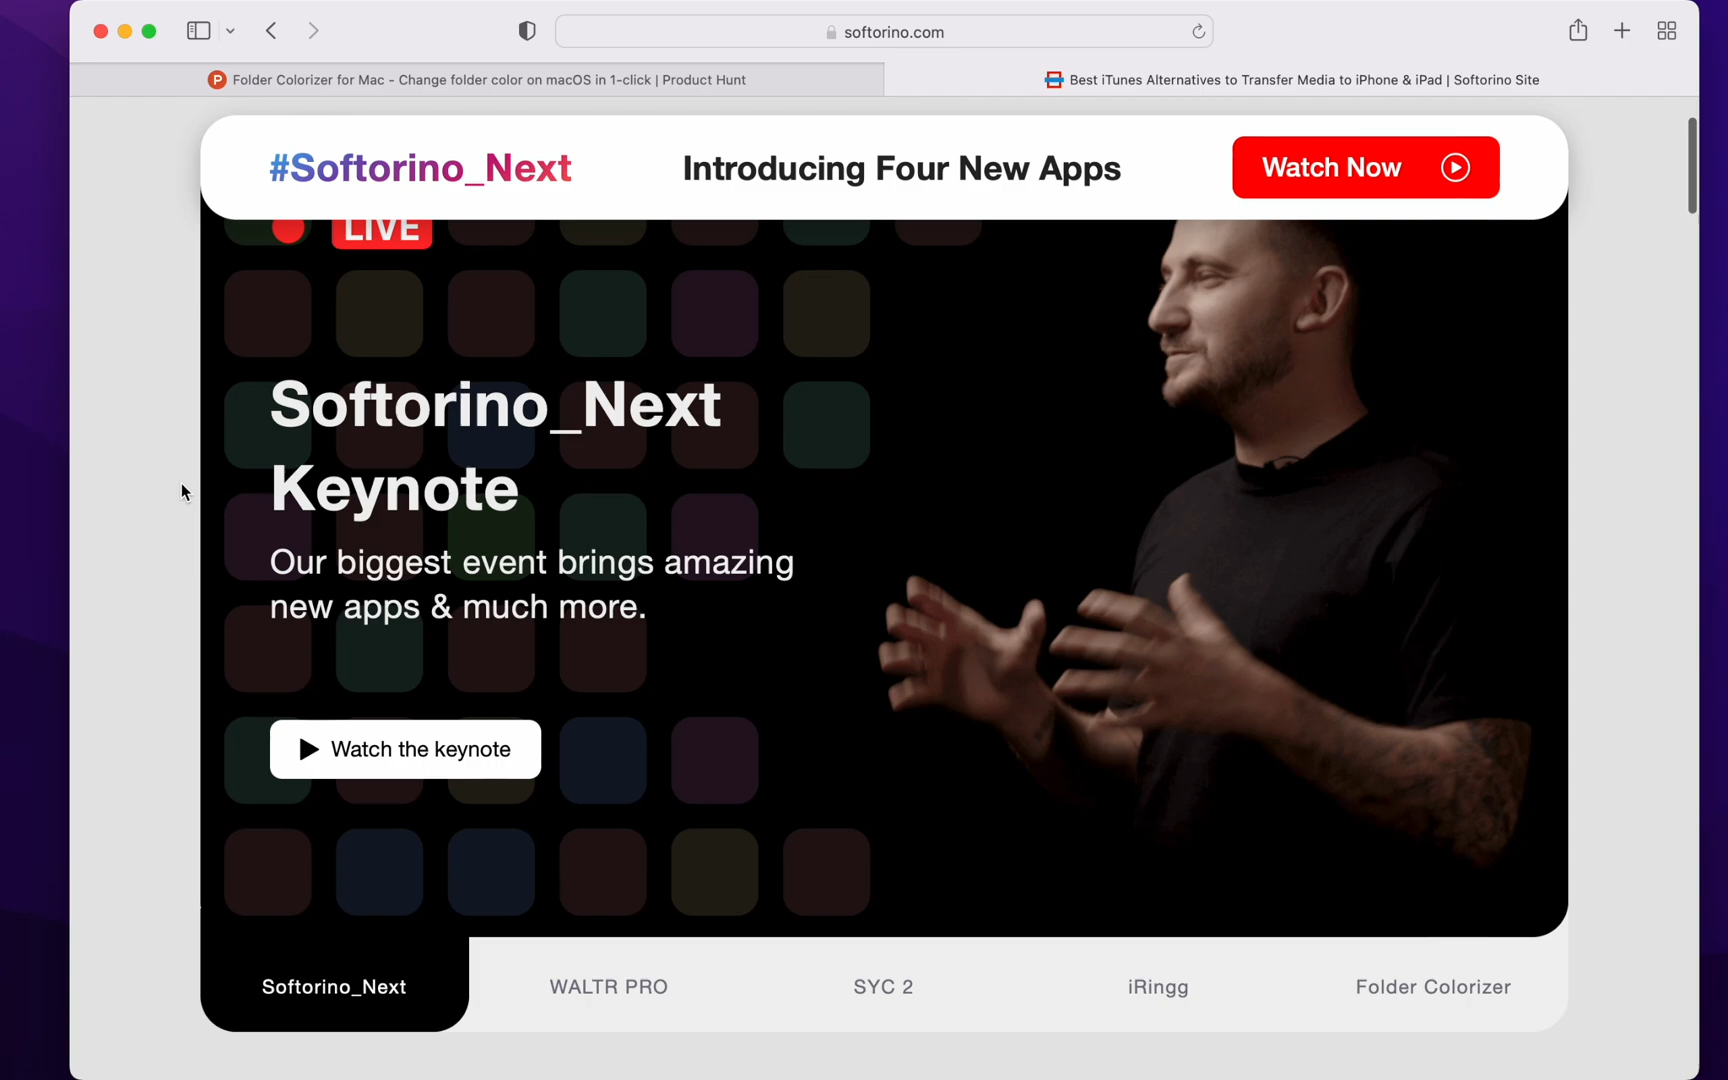 softorino.com
Folder Colorizer for Mac - Change folder color on macOS in 1-click | Product Hunt
Best iTunes Alternatives to Transfer Media to iPhone & iPad | Softorino Site
#Softorino_Next
Introducing Four New Apps
Watch Now
LIVE
Softorino_Next
Keynote
Our biggest event brings amazing
new apps & much more.
Watch the keynote
Softorino_Next
WALTR PRO
SYC 2
iRingg
Folder Colorizer